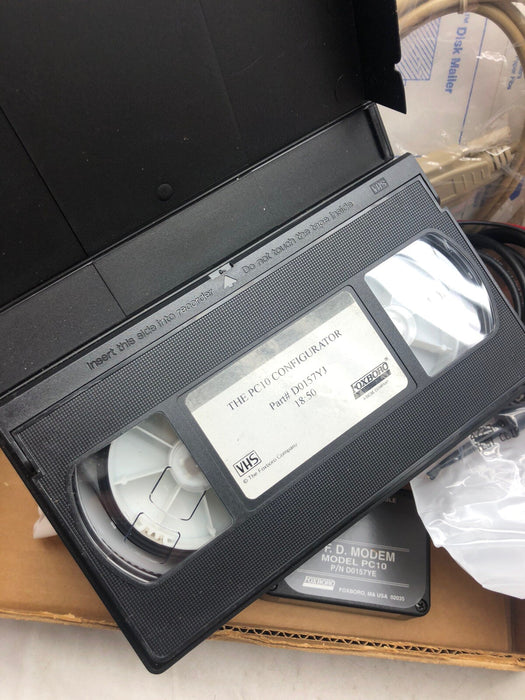 Disk Mailer
VHS
Insert this side into recorder
Do not touch the tape inside
THE PC10 CONFIGURATOR
Part# D0157YJ
18:50
FOXBORO
VHS
© The Foxboro Company
F. D. MODEM
MODEL PC10
P/N D0157YE
FOXBORO
FOXBORO, MA USA 02035